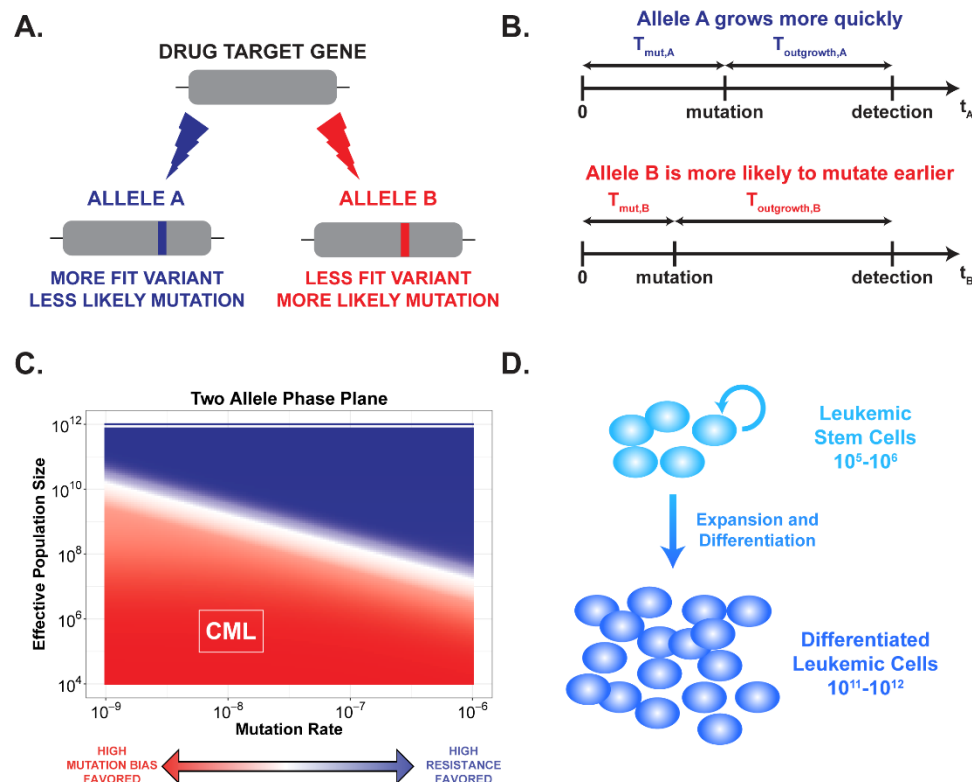 A.
DRUG TARGET GENE
ALLELE A
ALLELE B
MORE FIT VARIANT
LESS LIKELY MUTATION
LESS FIT VARIANT
MORE LIKELY MUTATION
B.
Allele A grows more quickly
Tmut,A
Toutgrowth,A
0
mutation
detection
tA
Allele B is more likely to mutate earlier
Tmut,B
Toutgrowth,B
0
mutation
detection
tB
C.
Two Allele Phase Plane
Effective Population Size
10¹²
10¹⁰
10⁸
10⁶
10⁴
CML
10⁻⁹
10⁻⁸
10⁻⁷
10⁻⁶
Mutation Rate
HIGH
MUTATION BIAS
FAVORED
HIGH
RESISTANCE
FAVORED
D.
Leukemic
Stem Cells
10⁵-10⁶
Expansion and
Differentiation
Differentiated
Leukemic Cells
10¹¹-10¹²